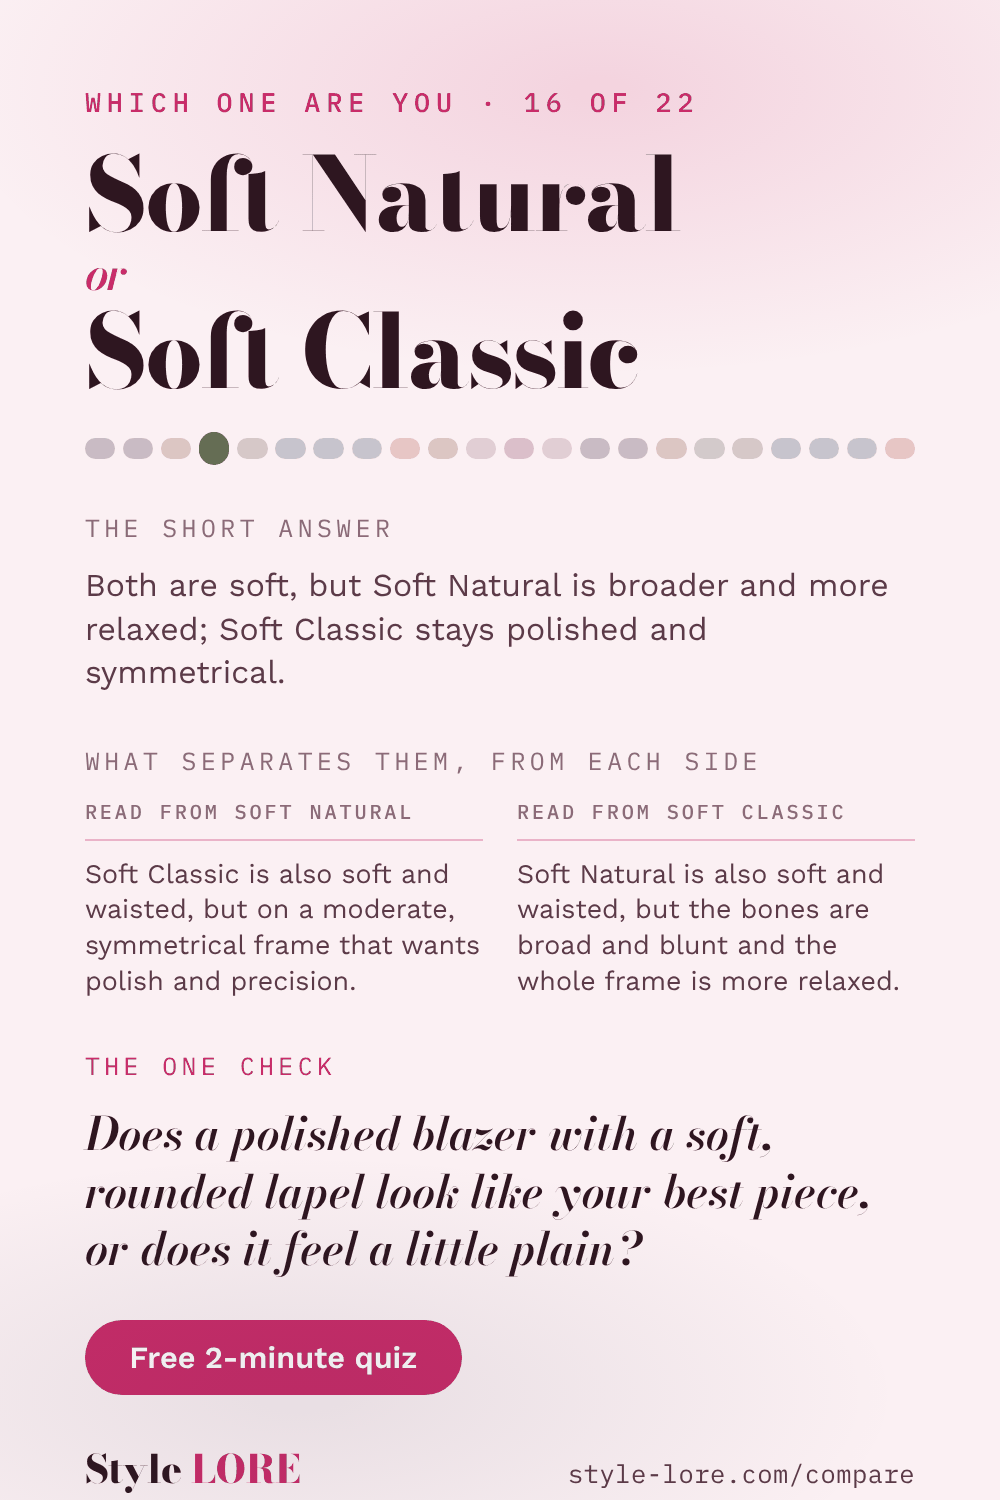 WHICH ONE ARE YOU · 16 OF 22
Soft Natural
or
Soft Classic
THE SHORT ANSWER
Both are soft, but Soft Natural is broader and more
relaxed; Soft Classic stays polished and
symmetrical.
WHAT SEPARATES THEM, FROM EACH SIDE
READ FROM SOFT NATURAL
Soft Classic is also soft and
waisted, but on a moderate,
symmetrical frame that wants
polish and precision.
READ FROM SOFT CLASSIC
Soft Natural is also soft and
waisted, but the bones are
broad and blunt and the
whole frame is more relaxed.
THE ONE CHECK
Does a polished blazer with a soft,
rounded lapel look like your best piece,
or does it feel a little plain?
Free 2-minute quiz
Style LORE
style-lore.com/compare